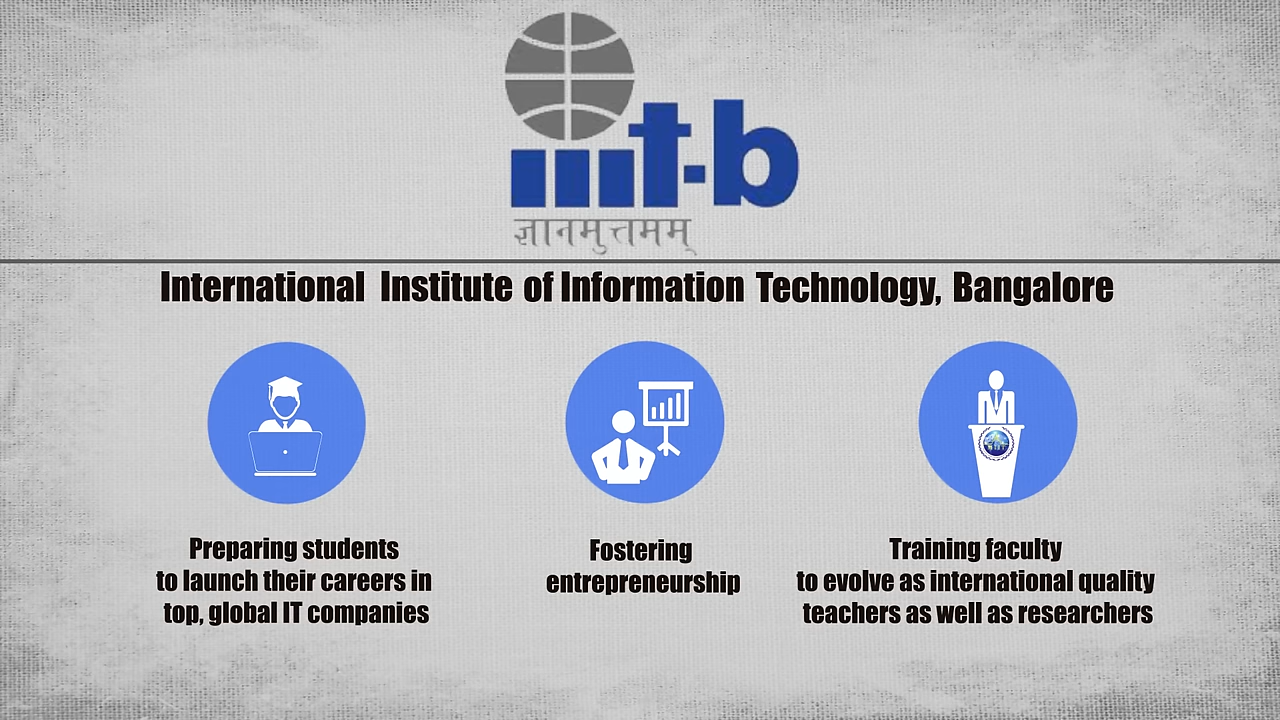 iiit-b
ज्ञानमुत्तमम्
International Institute of Information Technology, Bangalore
Preparing students
to launch their careers in
top, global IT companies
Fostering
entrepreneurship
Training faculty
to evolve as international quality
teachers as well as researchers